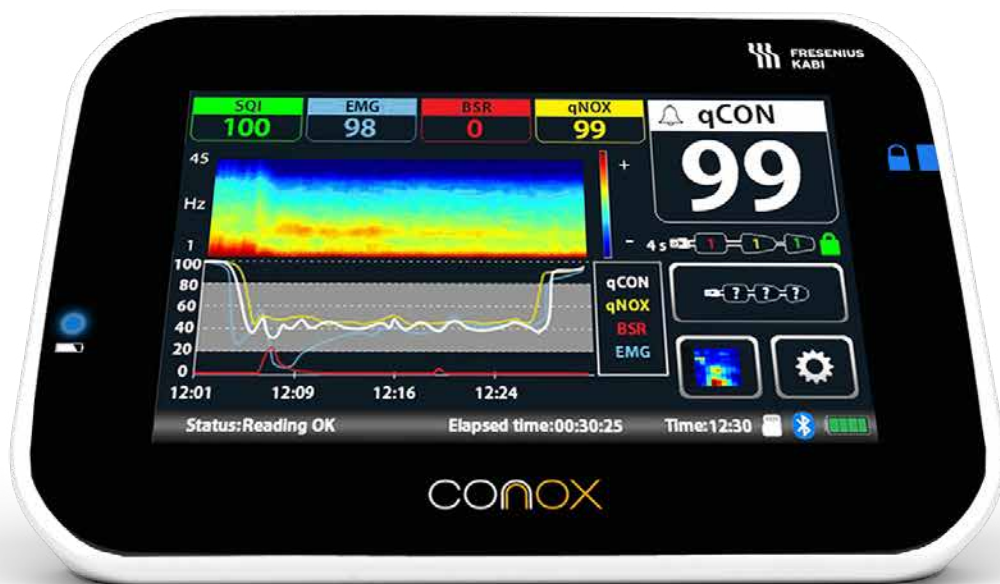 FRESENIUS
KABI
SQI
100
EMG
98
BSR
0
qNOX
99
qCON
99
45
Hz
1
+
-
4 s
1
1
1
100
80
60
40
20
0
qCON
qNOX
BSR
EMG
? ? ?
12:01
12:09
12:16
12:24
Status:Reading OK
Elapsed time:00:30:25
Time:12:30
CONOX